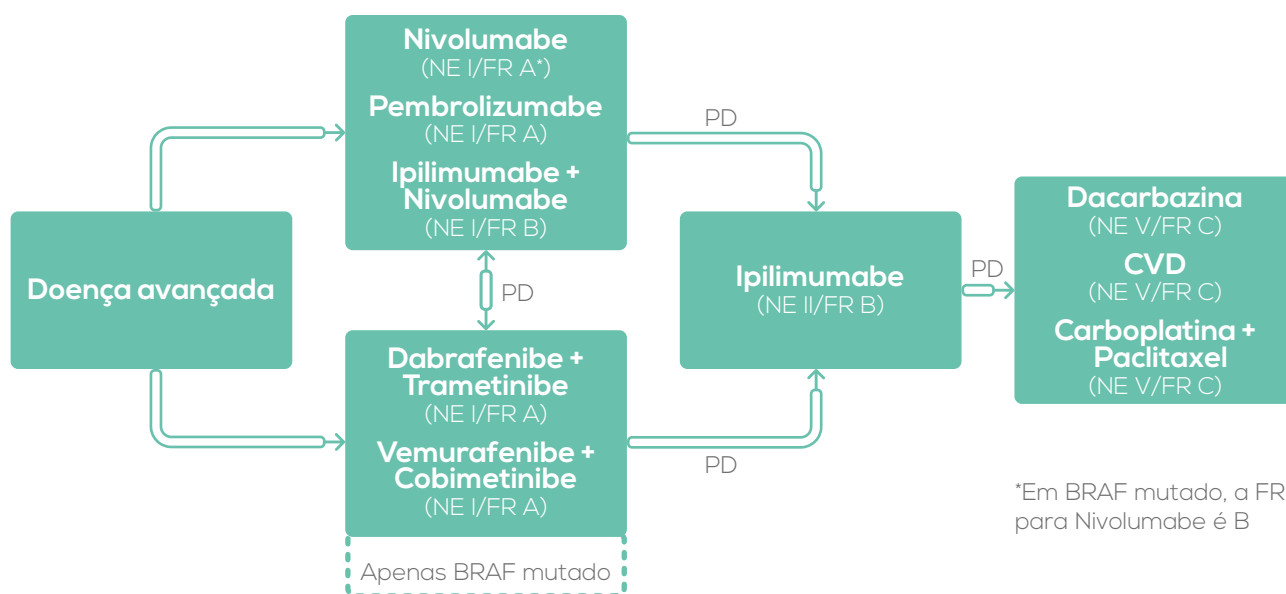 Doença avançada
Nivolumabe
(NE I/FR A*)
Pembrolizumabe
(NE I/FR A)
Ipilimumabe +
Nivolumabe
(NE I/FR B)
PD
Dabrafenibe +
Trametinibe
(NE I/FR A)
Vemurafenibe +
Cobimetinibe
(NE I/FR A)
Apenas BRAF mutado
PD
PD
Ipilimumabe
(NE II/FR B)
PD
Dacarbazina
(NE V/FR C)
CVD
(NE V/FR C)
Carboplatina +
Paclitaxel
(NE V/FR C)
*Em BRAF mutado, a FR
para Nivolumabe é B